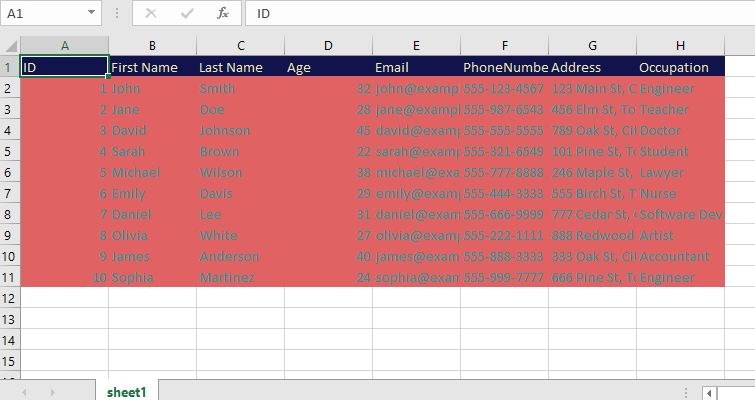 A1 fx ID
A B C D E F G H
1 ID First Name Last Name Age Email PhoneNumbe Address Occupation
2 1 John Smith 32 john@examp 555-123-4567 123 Main St, C Engineer
3 2 Jane Doe 28 jane@exampl 555-987-6543 456 Elm St, To Teacher
4 3 David Johnson 45 david@exam 555-555-5555 789 Oak St, Cit Doctor
5 4 Sarah Brown 22 sarah@exam 555-321-6549 101 Pine St, To Student
6 5 Michael Wilson 38 michael@exa 555-777-8888 246 Maple St, Lawyer
7 6 Emily Davis 29 emily@exam 555-444-3333 555 Birch St, T Nurse
8 7 Daniel Lee 31 daniel@exam 555-666-9999 777 Cedar St, Software Dev
9 8 Olivia White 27 olivia@exam 555-222-1111 888 Redwood Artist
10 9 James Anderson 40 james@exam 555-888-3333 333 Oak St, Cit Accountant
11 10 Sophia Martinez 24 sophia@exam 555-999-7777 666 Pine St, To Engineer
12
13
14
15
sheet1